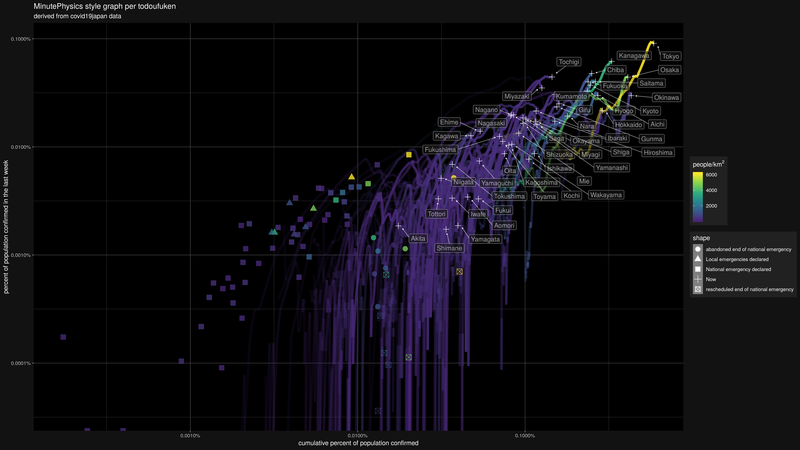 MinutePhysics style graph per todoufuken
derived from covid19japan data
0.1000%
0.0100%
0.0010%
0.0001%
percent of population confirmed in the last week
0.0010%
0.0100%
0.1000%
cumulative percent of population confirmed
Tochigi
Kanagawa
Tokyo
Chiba
Osaka
Fukuoka
Saitama
Miyazaki
Kumamoto
Okinawa
Nagano
Gifu
Hyogo
Kyoto
Ehime
Nagasaki
Nara
Hokkaido
Aichi
Kagawa
Saga
Okayama
Ibaraki
Gunma
Fukushima
Shizuoka
Miyagi
Shiga
Hiroshima
Oita
Ishikawa
Yamanashi
Niigata
Yamaguchi
Kagoshima
Mie
Tokushima
Toyama
Kochi
Wakayama
Tottori
Iwate
Fukui
Aomori
Akita
Shimane
Yamagata
people/km²
6000
4000
2000
shape
abandoned end of national emergency
Local emergencies declared
National emergency declared
Now
rescheduled end of national emergency